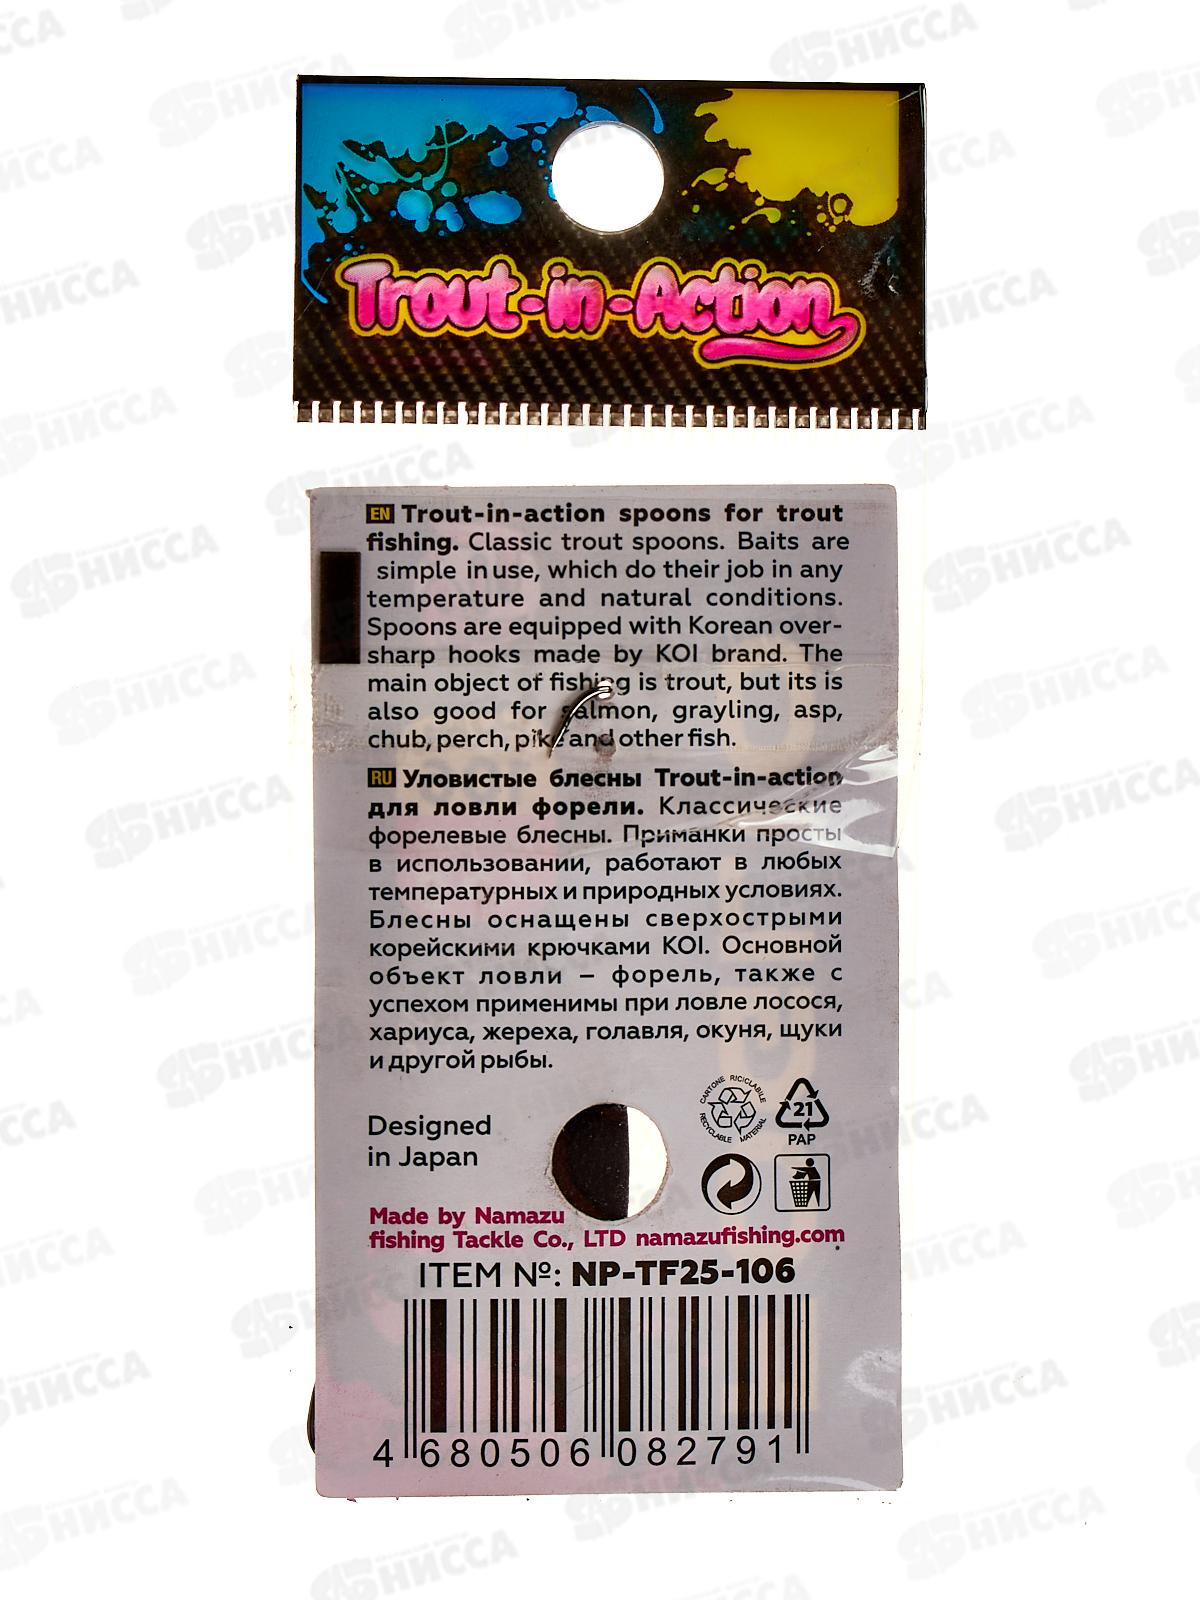 Trout-in-Action
EN Trout-in-action spoons for trout
fishing. Classic trout spoons. Baits are
simple in use, which do their job in any
temperature and natural conditions.
Spoons are equipped with Korean over-
sharp hooks made by KOI brand. The
main object of fishing is trout, but its is
also good for salmon, grayling, asp,
chub, perch, pike and other fish.
RU Уловистые блесны Trout-in-action
для ловли форели. Классические
форелевые блесны. Приманки просты
в использовании, работают в любых
температурных и природных условиях.
Блесны оснащены сверхострыми
корейскими крючками KOI. Основной
объект ловли – форель, также с
успехом применимы при ловле лосося,
хариуса, жереха, голавля, окуня, щуки
и другой рыбы.
CARTONE RICICLABILE
RECYCLABLE MATERIAL
21
PAP
Designed
in Japan
Made by Namazu
fishing Tackle Co., LTD namazufishing.com
ITEM №: NP-TF25-106
4 680506 082791
НИССА